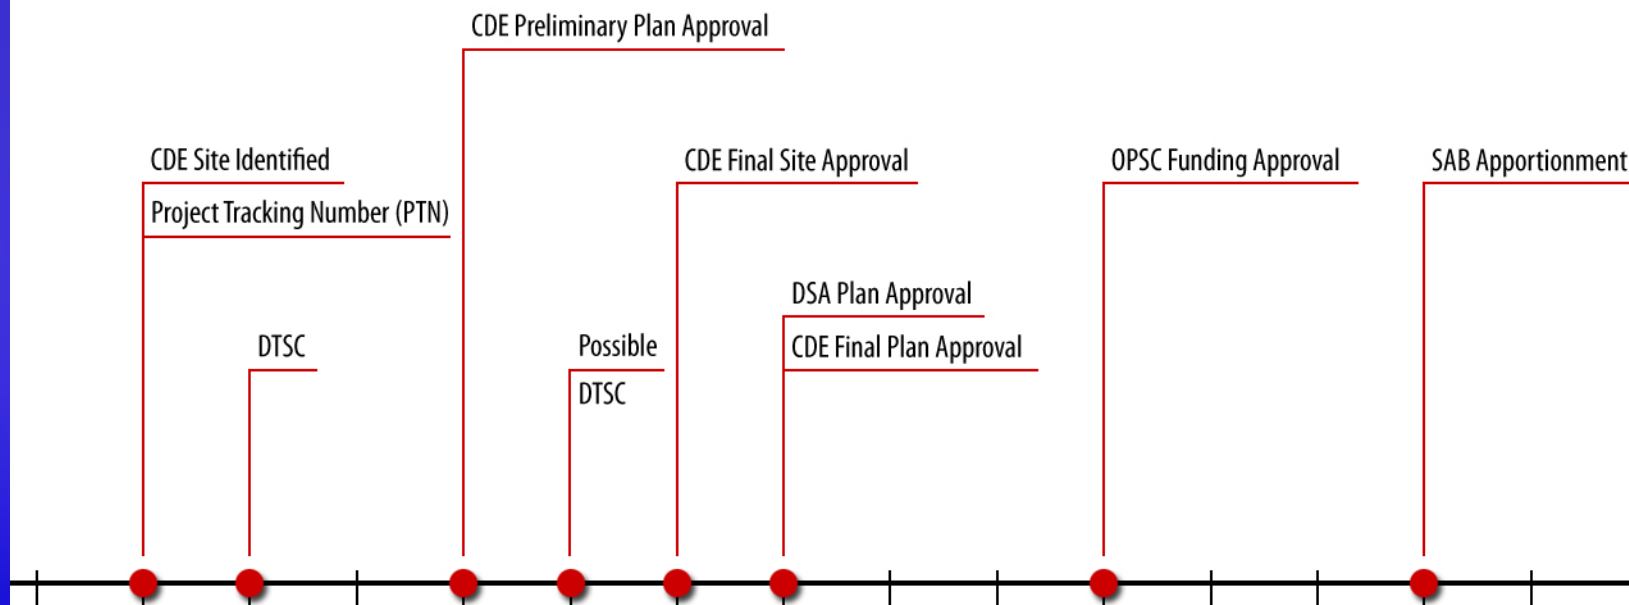 CDE Preliminary Plan Approval
CDE Site Identified
Project Tracking Number (PTN)
DTSC
Possible
DTSC
CDE Final Site Approval
DSA Plan Approval
CDE Final Plan Approval
OPSC Funding Approval
SAB Apportionment